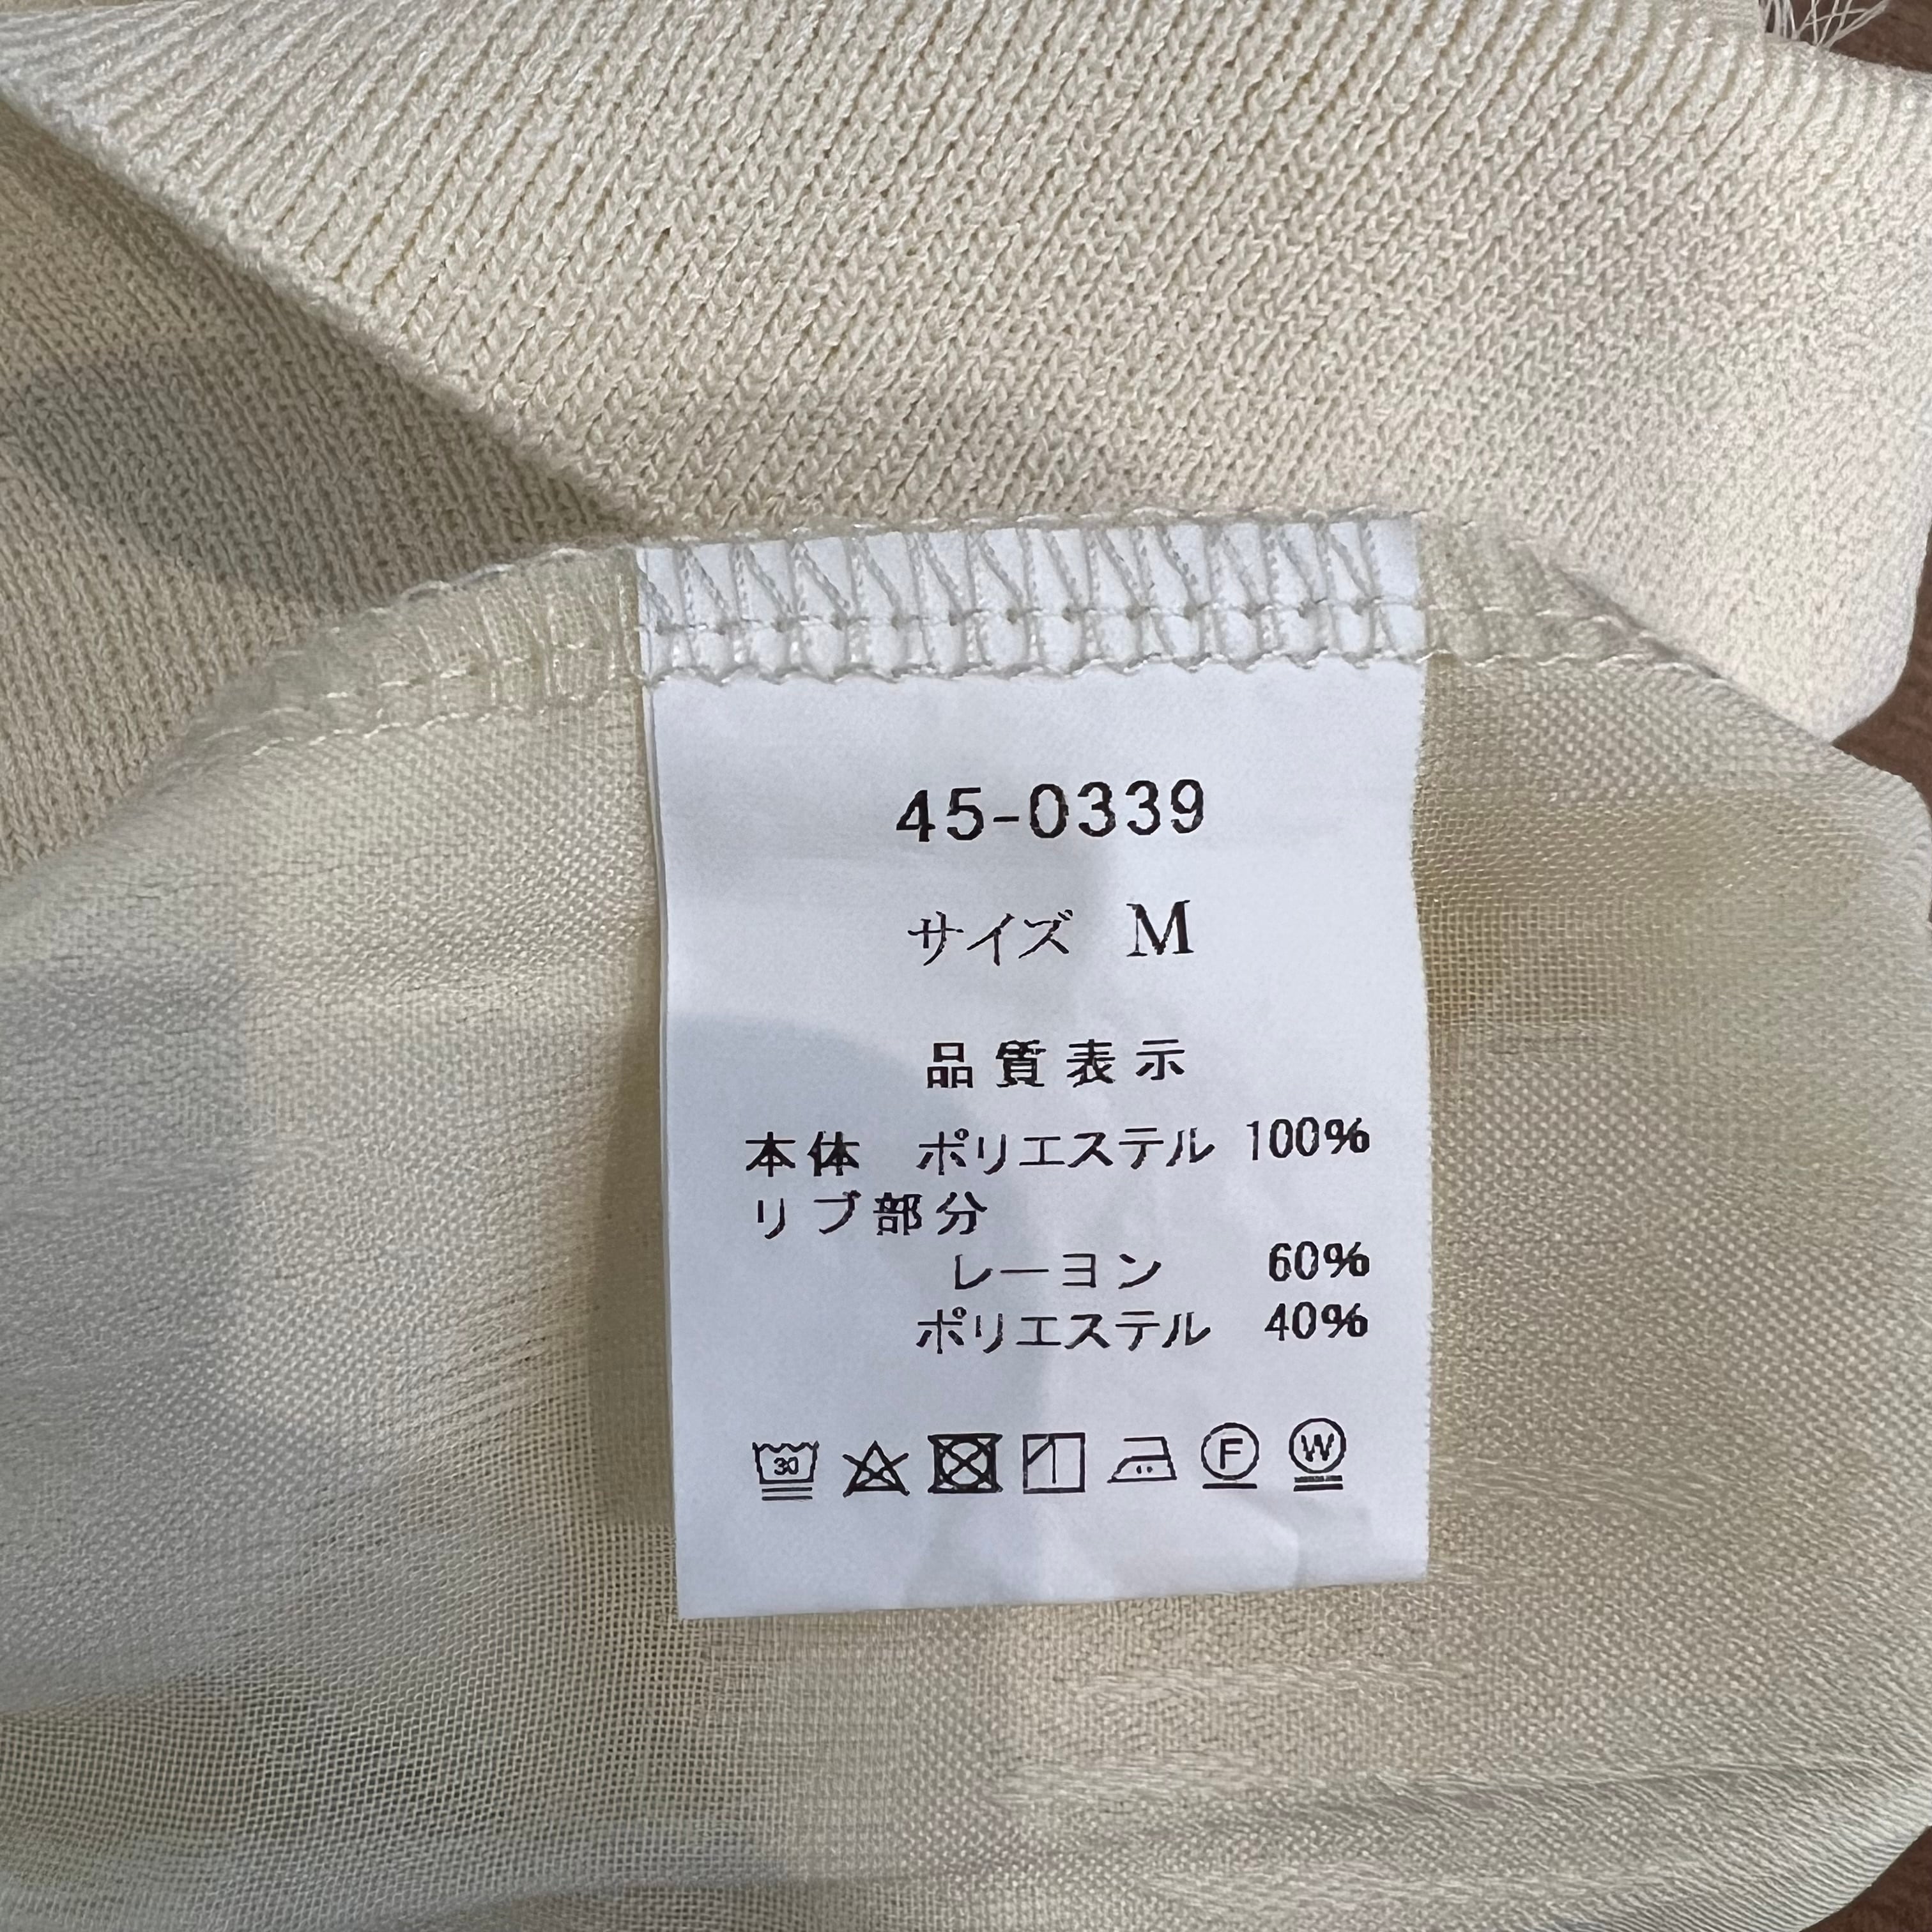 45-0339
サイズ M
品質表示
本体 ポリエステル 100%
リブ部分
レーヨン 60%
ポリエステル 40%
30 F W